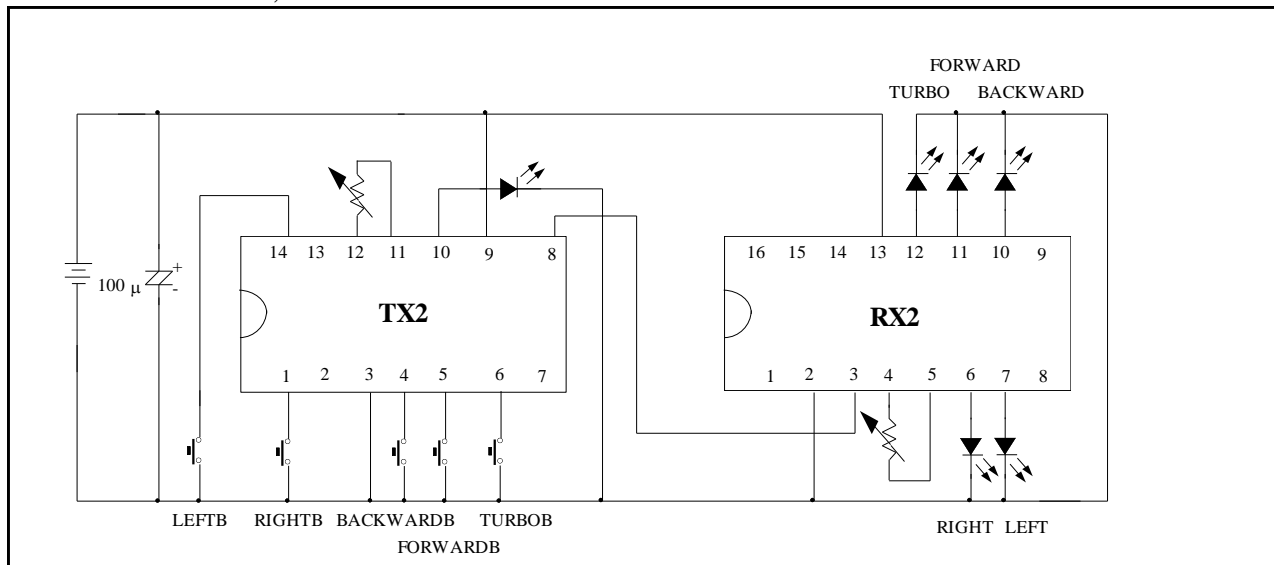 FORWARD
TURBO BACKWARD
14 13 12 11 10 9 8
16 15 14 13 12 11 10 9
+
100 μ
-
TX2
RX2
1 2 3 4 5 6 7
1 2 3 4 5 6 7 8
LEFTB RIGHTB BACKWARDB TURBOB
FORWARDB
RIGHT LEFT